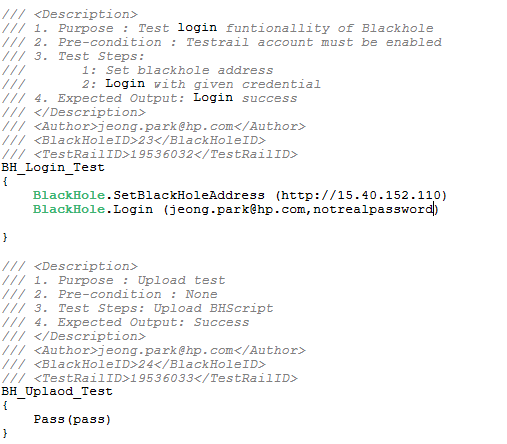 /// <Description>
/// 1. Purpose : Test login funtionallity of Blackhole
/// 2. Pre-condition : Testrail account must be enabled
/// 3. Test Steps:
///        1: Set blackhole address
///        2: Login with given credential
/// 4. Expected Output: Login success
/// </Description>
/// <Author>jeong.park@hp.com</Author>
/// <BlackHoleID>23</BlackHoleID>
/// <TestRailID>19536032</TestRailID>
BH_Login_Test
{
    BlackHole.SetBlackHoleAddress (http://15.40.152.110)
    BlackHole.Login (jeong.park@hp.com,notrealpassword)
}
/// <Description>
/// 1. Purpose : Upload test
/// 2. Pre-condition : None
/// 3. Test Steps: Upload BHScript
/// 4. Expected Output: Success
/// </Description>
/// <Author>jeong.park@hp.com</Author>
/// <BlackHoleID>24</BlackHoleID>
/// <TestRailID>19536033</TestRailID>
BH_Uplaod_Test
{
    Pass(pass)
}